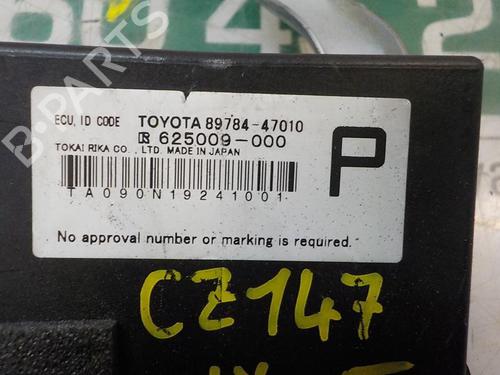 ECU, ID CODE TOYOTA 89784-47010
R 625009-000
TOKAI RIKA CO., LTD. MADE IN JAPAN
P
TA090N19241001
No approval number or marking is required.
CZ147